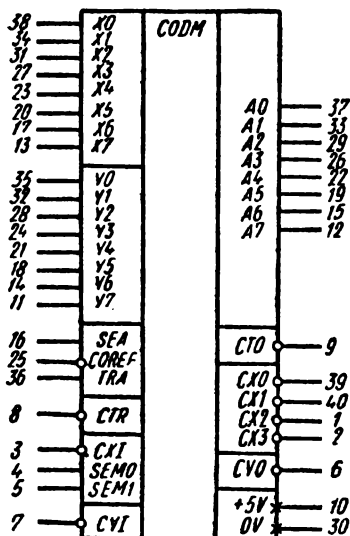 CODM
38 X0
34 X1
31 X2
27 X3
23 X4
20 X5
17 X6
13 X7
35 Y0
32 Y1
28 Y2
24 Y3
21 Y4
18 Y5
14 Y6
11 Y7
16 SEA
25 COREF
36 TRA
8 CTR
3 CXI
4 SEM0
5 SEM1
7 CYI
A0 37
A1 33
A2 29
A3 26
A4 22
A5 19
A6 15
A7 12
CTO 9
CX0 39
CX1 40
CX2 1
CX3 2
CYO 6
+5V 10
0V 30